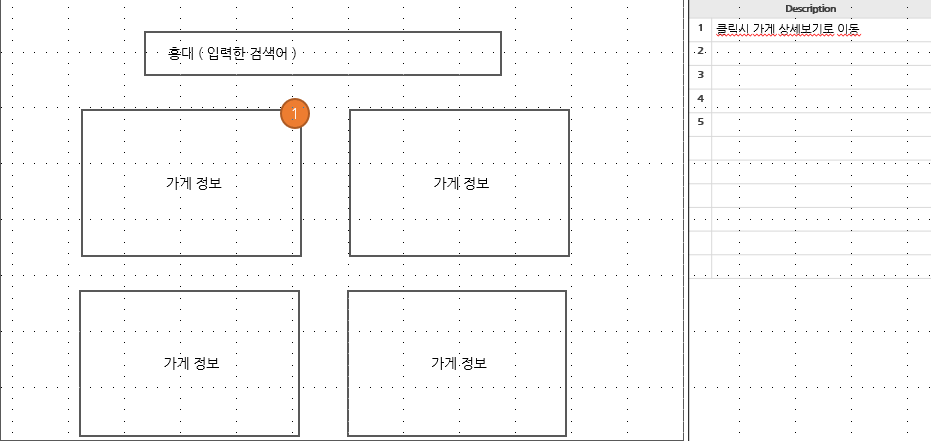 홍대 ( 입력한 검색어 )
1
가게 정보
가게 정보
가게 정보
가게 정보
Description
1 클릭시 가게 상세보기로 이동
2
3
4
5